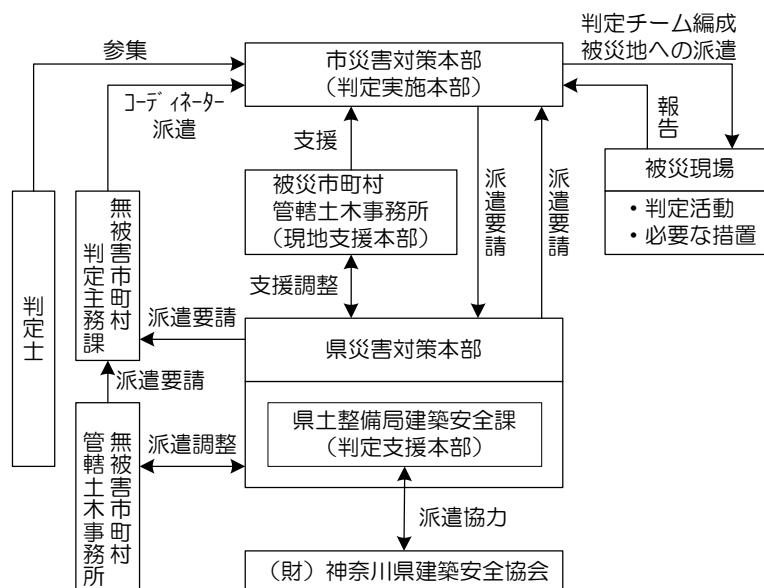 参集
市災害対策本部
（判定実施本部）
判定チーム編成
被災地への派遣
ｺｰﾃﾞｨﾈｰﾀｰ
派遣
支援
報告
被災現場
・判定活動
・必要な措置
被災市町村
管轄土木事務所
（現地支援本部）
派遣要請
派遣要請
無被害市町村
判定主務課
判定士
支援調整
派遣要請
県災害対策本部
派遣要請
県土整備局建築安全課
（判定支援本部）
無被害市町村
管轄土木事務所
派遣調整
派遣協力
（財）神奈川県建築安全協会